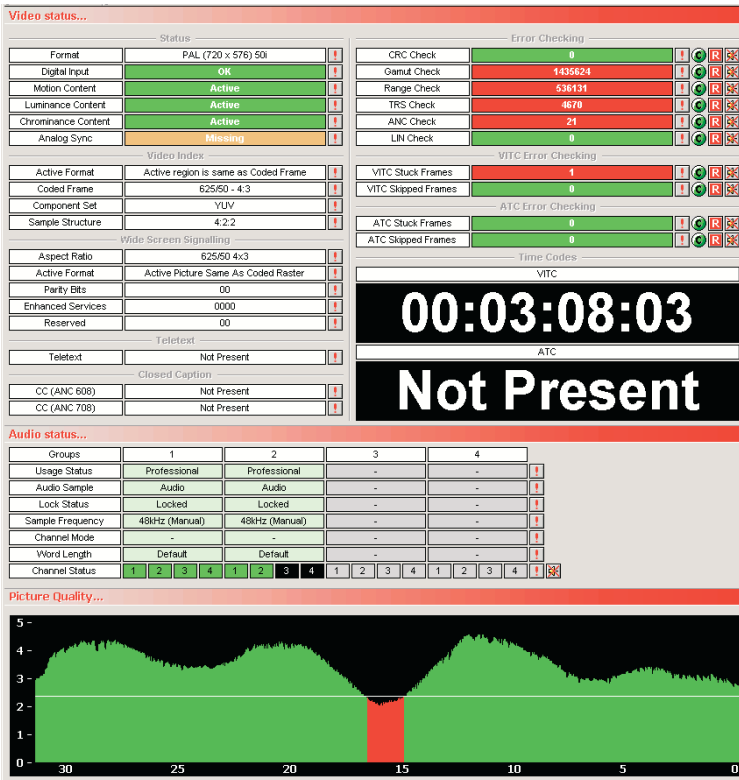 Video status...
Status
Format PAL (720 x 576) 50i !
Digital Input OK !
Motion Content Active !
Luminance Content Active !
Chrominance Content Active !
Analog Sync Missing !
Video Index
Active Format Active region is same as Coded Frame !
Coded Frame 625/50 - 4:3 !
Component Set YUV !
Sample Structure 4:2:2 !
Wide Screen Signalling
Aspect Ratio 625/50 4x3 !
Active Format Active Picture Same As Coded Raster !
Parity Bits 00 !
Enhanced Services 0000 !
Reserved 00 !
Teletext
Teletext Not Present !
Closed Caption
CC (ANC 608) Not Present !
CC (ANC 708) Not Present !
Error Checking
CRC Check 0 ! C R
Gamut Check 1435624 ! C R
Range Check 536131 ! C R
TRS Check 4670 ! C R
ANC Check 21 ! C R
LIN Check 0 ! C R
VITC Error Checking
VITC Stuck Frames 1 ! C R
VITC Skipped Frames 0 ! C R
ATC Error Checking
ATC Stuck Frames 0 ! C R
ATC Skipped Frames 0 ! C R
Time Codes
VITC
00:03:08:03
ATC
Not Present
Audio status...
Groups 1 2 3 4
Usage Status Professional Professional - - !
Audio Sample Audio Audio - - !
Lock Status Locked Locked - - !
Sample Frequency 48kHz (Manual) 48kHz (Manual) - - !
Channel Mode - - - - !
Word Length Default Default - - !
Channel Status 1 2 3 4 1 2 3 4 1 2 3 4 1 2 3 4 !
Picture Quality...
5 -
4 -
3 -
2 -
1 -
0 -
30 25 20 15 10 5 0